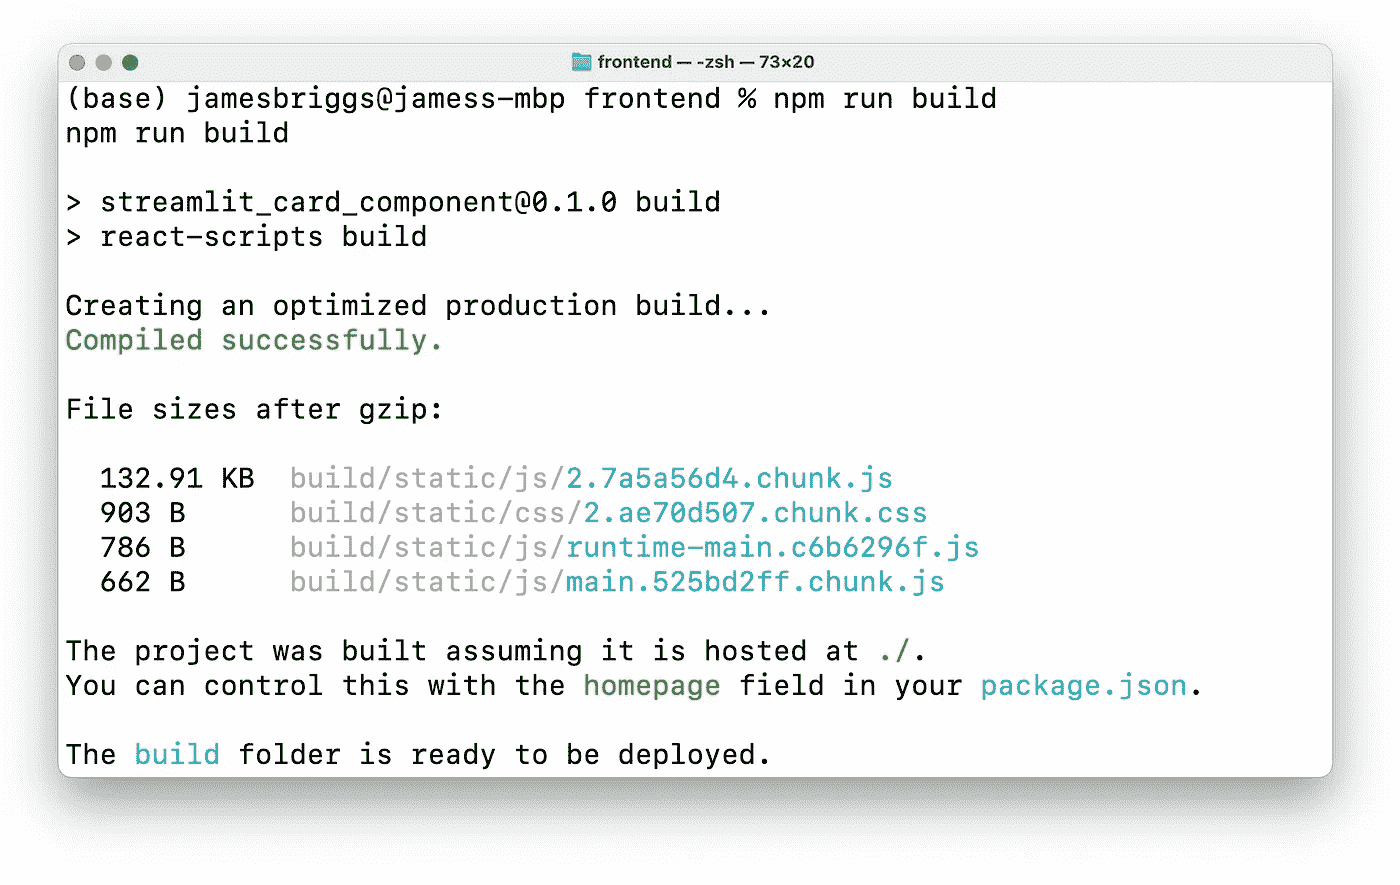 frontend — -zsh — 73×20
(base) jamesbriggs@jamess-mbp frontend % npm run build
npm run build
> streamlit_card_component@0.1.0 build
> react-scripts build
Creating an optimized production build...
Compiled successfully.
File sizes after gzip:
132.91 KB  build/static/js/2.7a5a56d4.chunk.js
903 B  build/static/css/2.ae70d507.chunk.css
786 B  build/static/js/runtime-main.c6b6296f.js
662 B  build/static/js/main.525bd2ff.chunk.js
The project was built assuming it is hosted at ./.
You can control this with the homepage field in your package.json.
The build folder is ready to be deployed.